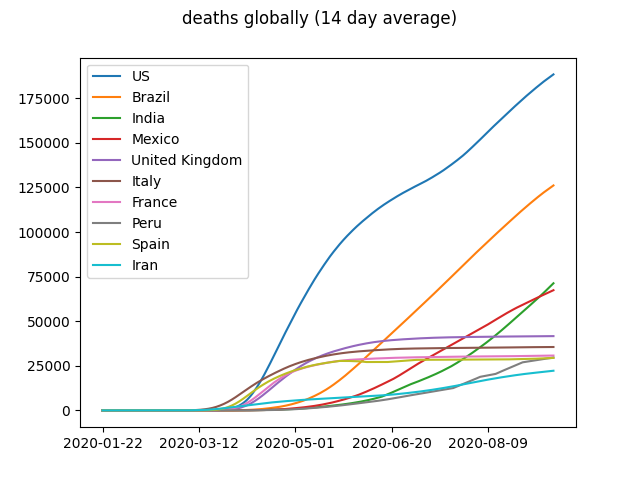 deaths globally (14 day average)
US
Brazil
India
Mexico
United Kingdom
Italy
France
Peru
Spain
Iran
175000
150000
125000
100000
75000
50000
25000
0
2020-01-22 2020-03-12 2020-05-01 2020-06-20 2020-08-09